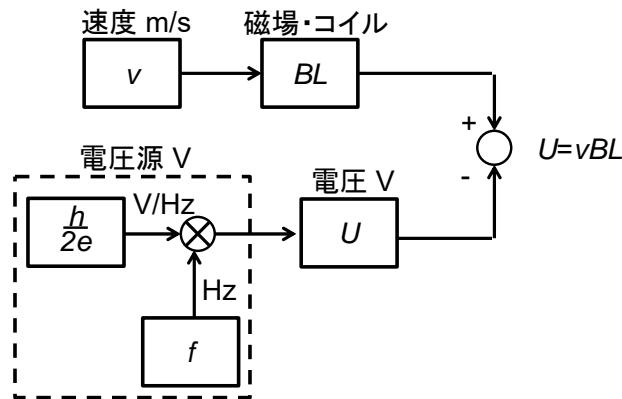 速度 m/s
磁場・コイル
v
BL
+
-
U=vBL
電圧源 V
V/Hz
h
2e
電圧 V
U
Hz
f